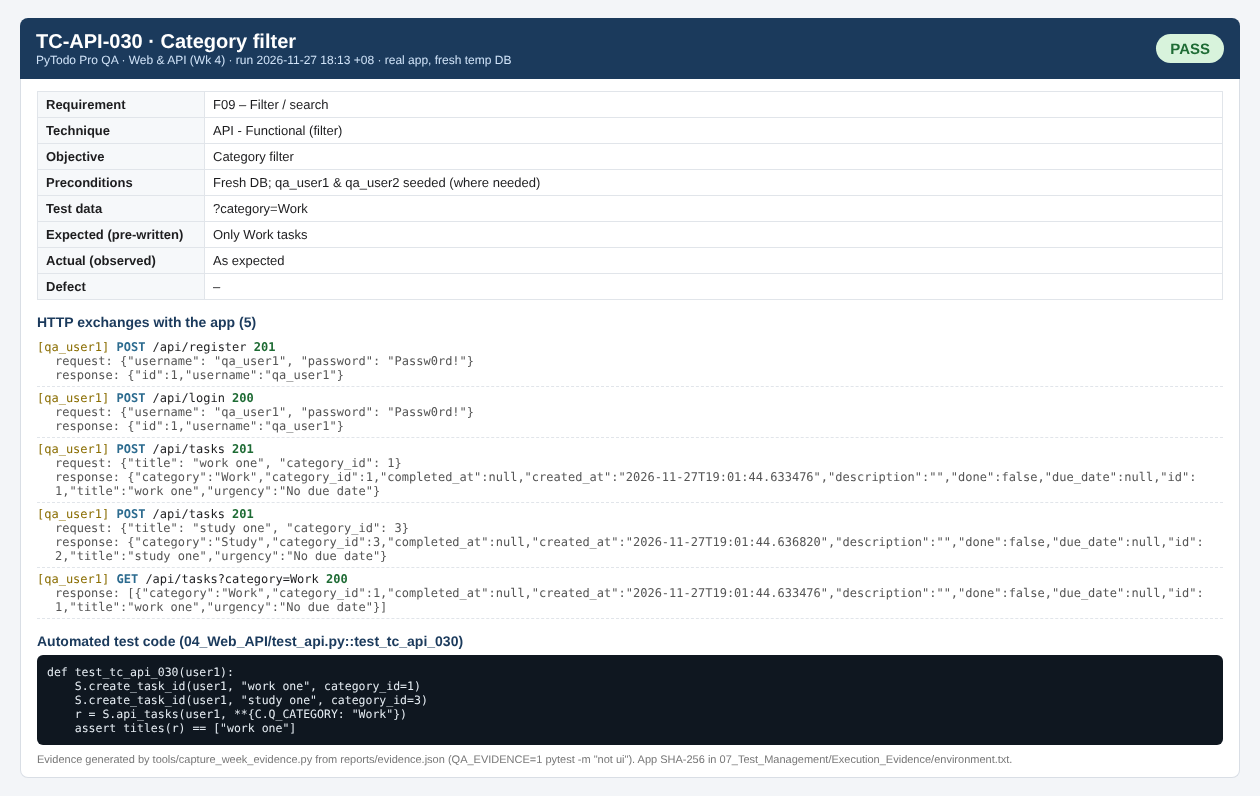 TC-API-030 · Category filter
PyTodo Pro QA · Web & API (Wk 4) · run 2026-11-27 18:13 +08 · real app, fresh temp DB
PASS
Requirement F09 – Filter / search
Technique API - Functional (filter)
Objective Category filter
Preconditions Fresh DB; qa_user1 & qa_user2 seeded (where needed)
Test data ?category=Work
Expected (pre-written) Only Work tasks
Actual (observed) As expected
Defect –
HTTP exchanges with the app (5)
[qa_user1] POST /api/register 201
request: {"username": "qa_user1", "password": "Passw0rd!"}
response: {"id":1,"username":"qa_user1"}
[qa_user1] POST /api/login 200
request: {"username": "qa_user1", "password": "Passw0rd!"}
response: {"id":1,"username":"qa_user1"}
[qa_user1] POST /api/tasks 201
request: {"title": "work one", "category_id": 1}
response: {"category":"Work","category_id":1,"completed_at":null,"created_at":"2026-11-27T19:01:44.633476","description":"","done":false,"due_date":null,"id":
1,"title":"work one","urgency":"No due date"}
[qa_user1] POST /api/tasks 201
request: {"title": "study one", "category_id": 3}
response: {"category":"Study","category_id":3,"completed_at":null,"created_at":"2026-11-27T19:01:44.636820","description":"","done":false,"due_date":null,"id":
2,"title":"study one","urgency":"No due date"}
[qa_user1] GET /api/tasks?category=Work 200
response: [{"category":"Work","category_id":1,"completed_at":null,"created_at":"2026-11-27T19:01:44.633476","description":"","done":false,"due_date":null,"id":
1,"title":"work one","urgency":"No due date"}]
Automated test code (04_Web_API/test_api.py::test_tc_api_030)
def test_tc_api_030(user1):
    S.create_task_id(user1, "work one", category_id=1)
    S.create_task_id(user1, "study one", category_id=3)
    r = S.api_tasks(user1, **{C.Q_CATEGORY: "Work"})
    assert titles(r) == ["work one"]
Evidence generated by tools/capture_week_evidence.py from reports/evidence.json (QA_EVIDENCE=1 pytest -m "not ui"). App SHA-256 in 07_Test_Management/Execution_Evidence/environment.txt.